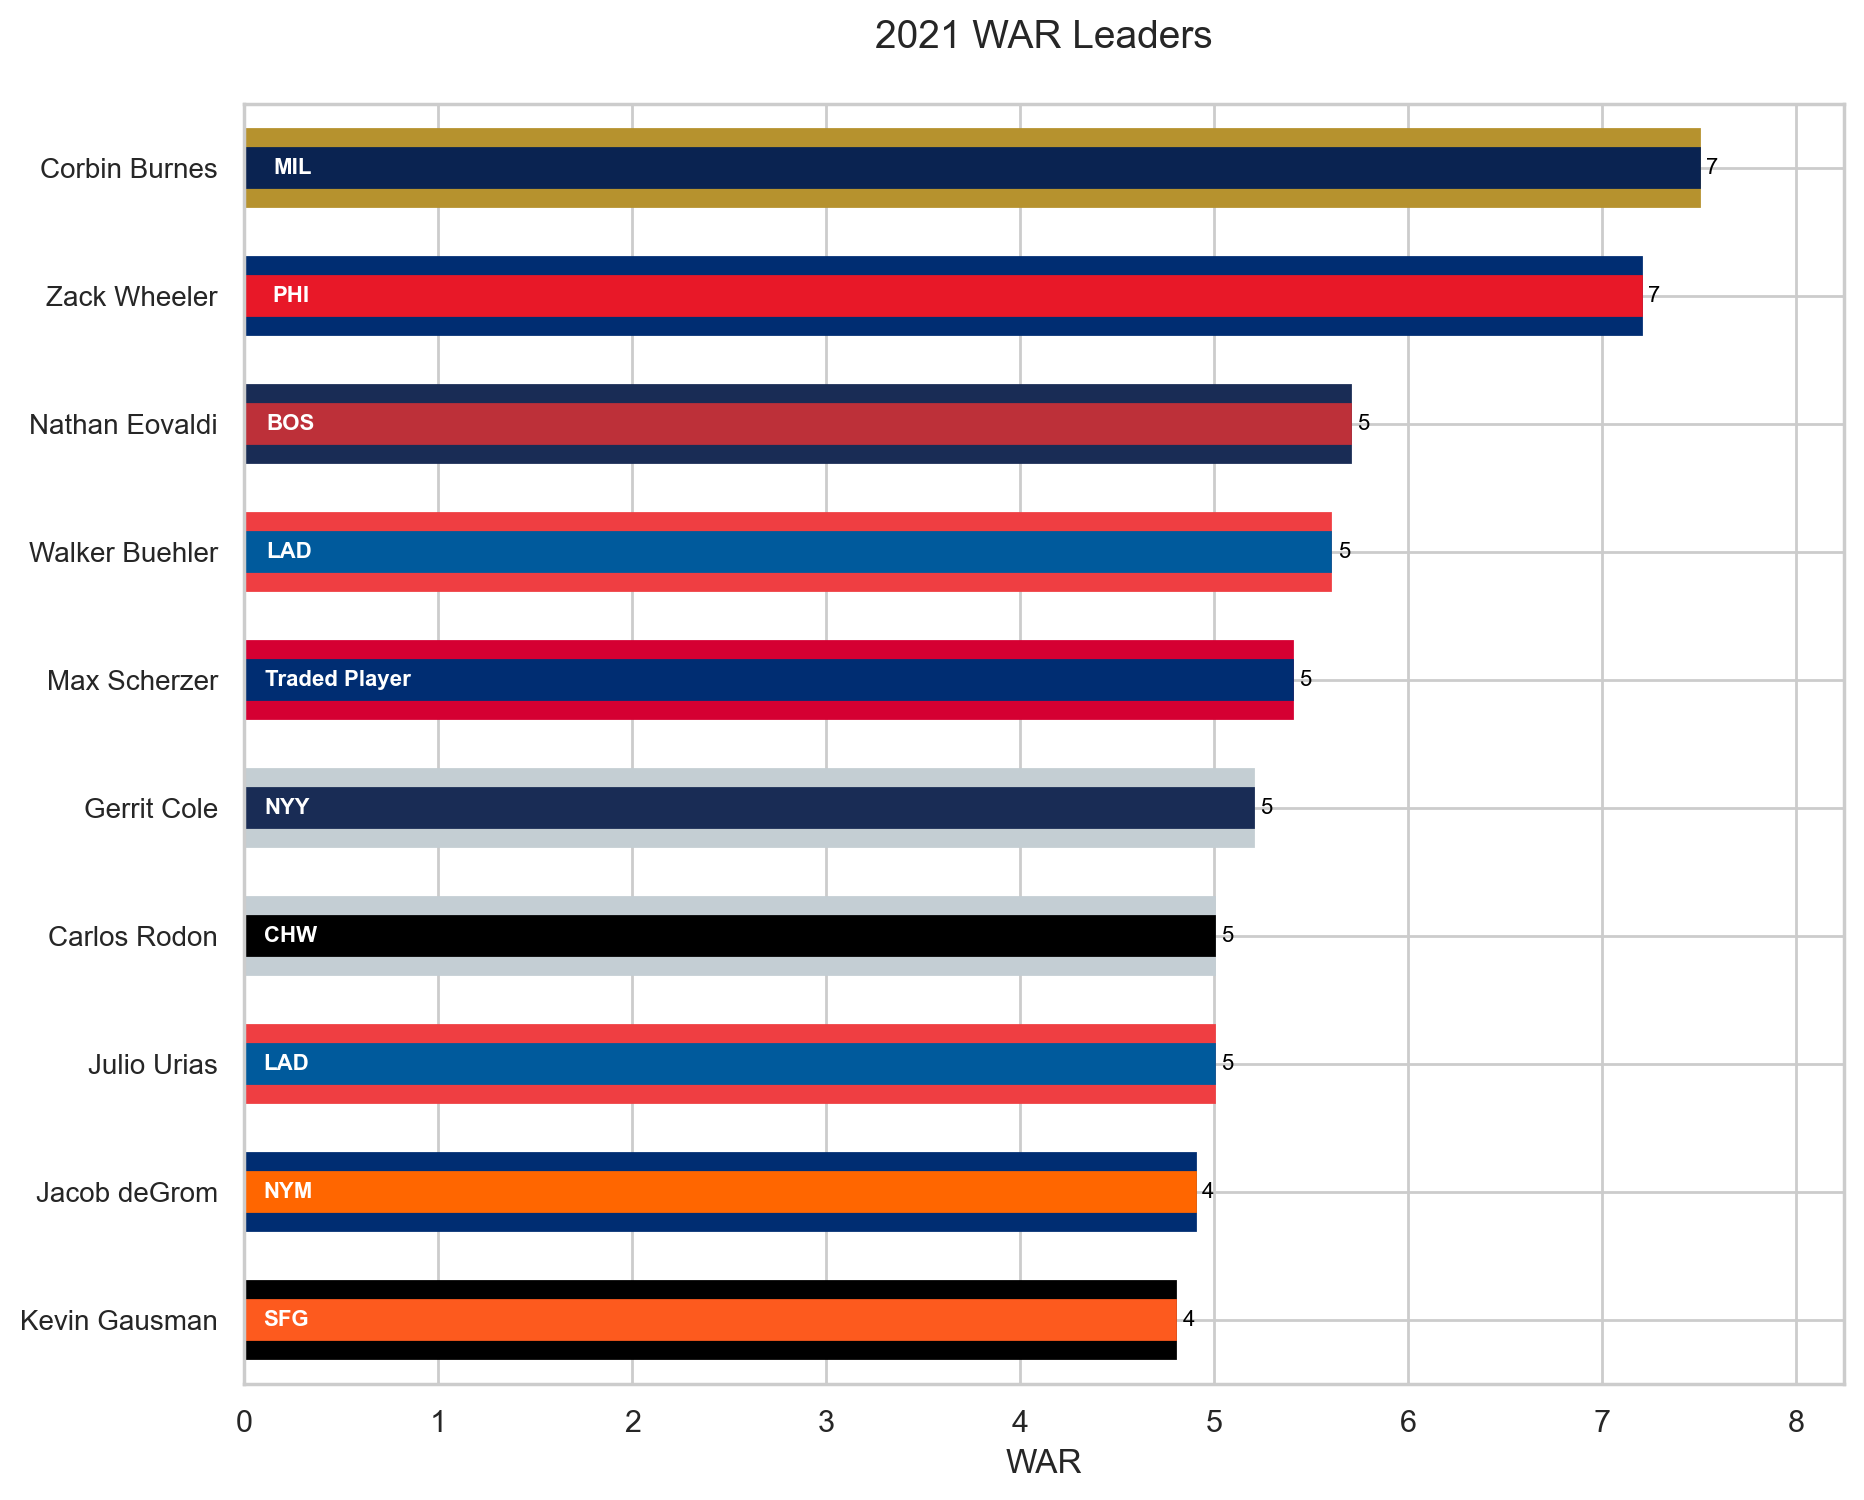 2021 WAR Leaders
Corbin Burnes MIL 7
Zack Wheeler PHI 7
Nathan Eovaldi BOS 5
Walker Buehler LAD 5
Max Scherzer Traded Player 5
Gerrit Cole NYY 5
Carlos Rodon CHW 5
Julio Urias LAD 5
Jacob deGrom NYM 4
Kevin Gausman SFG 4
0 1 2 3 4 5 6 7 8
WAR